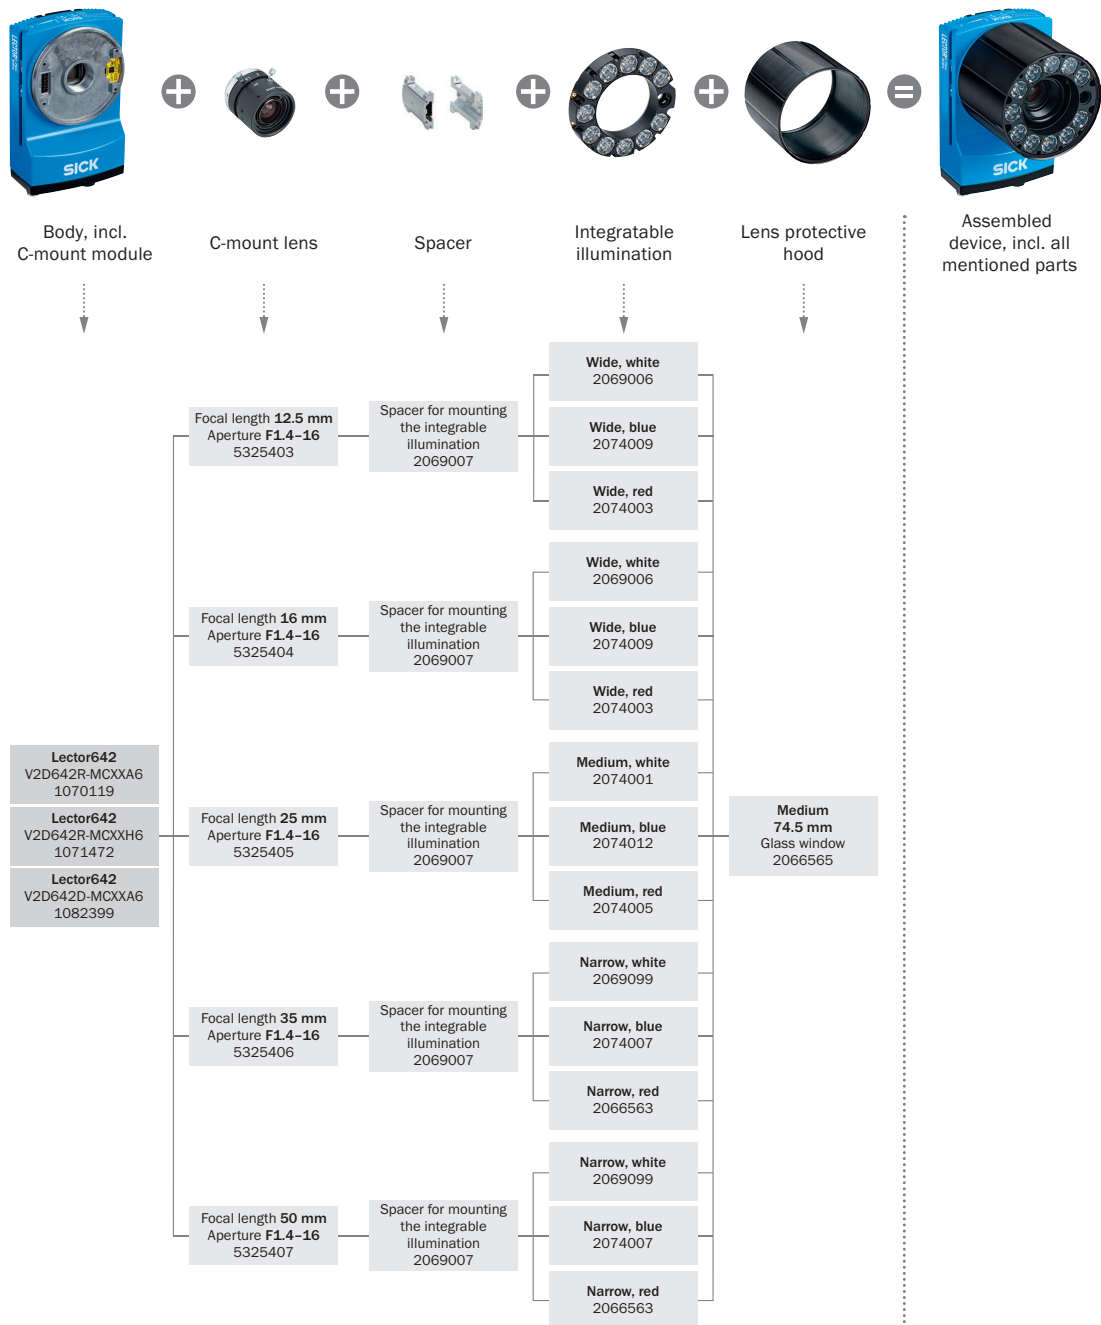 SICK
SICK
Body, incl.
C-mount module
C-mount lens
Spacer
Integratable
illumination
Lens protective
hood
Assembled
device, incl. all
mentioned parts
Lector642
V2D642R-MCXXA6
1070119
Lector642
V2D642R-MCXXH6
1071472
Lector642
V2D642D-MCXXA6
1082399
Focal length 12.5 mm
Aperture F1.4–16
5325403
Spacer for mounting
the integrable
illumination
2069007
Wide, white
2069006
Wide, blue
2074009
Wide, red
2074003
Focal length 16 mm
Aperture F1.4–16
5325404
Spacer for mounting
the integrable
illumination
2069007
Wide, white
2069006
Wide, blue
2074009
Wide, red
2074003
Focal length 25 mm
Aperture F1.4–16
5325405
Spacer for mounting
the integrable
illumination
2069007
Medium, white
2074001
Medium, blue
2074012
Medium, red
2074005
Focal length 35 mm
Aperture F1.4–16
5325406
Spacer for mounting
the integrable
illumination
2069007
Narrow, white
2069099
Narrow, blue
2074007
Narrow, red
2066563
Focal length 50 mm
Aperture F1.4–16
5325407
Spacer for mounting
the integrable
illumination
2069007
Narrow, white
2069099
Narrow, blue
2074007
Narrow, red
2066563
Medium
74.5 mm
Glass window
2066565